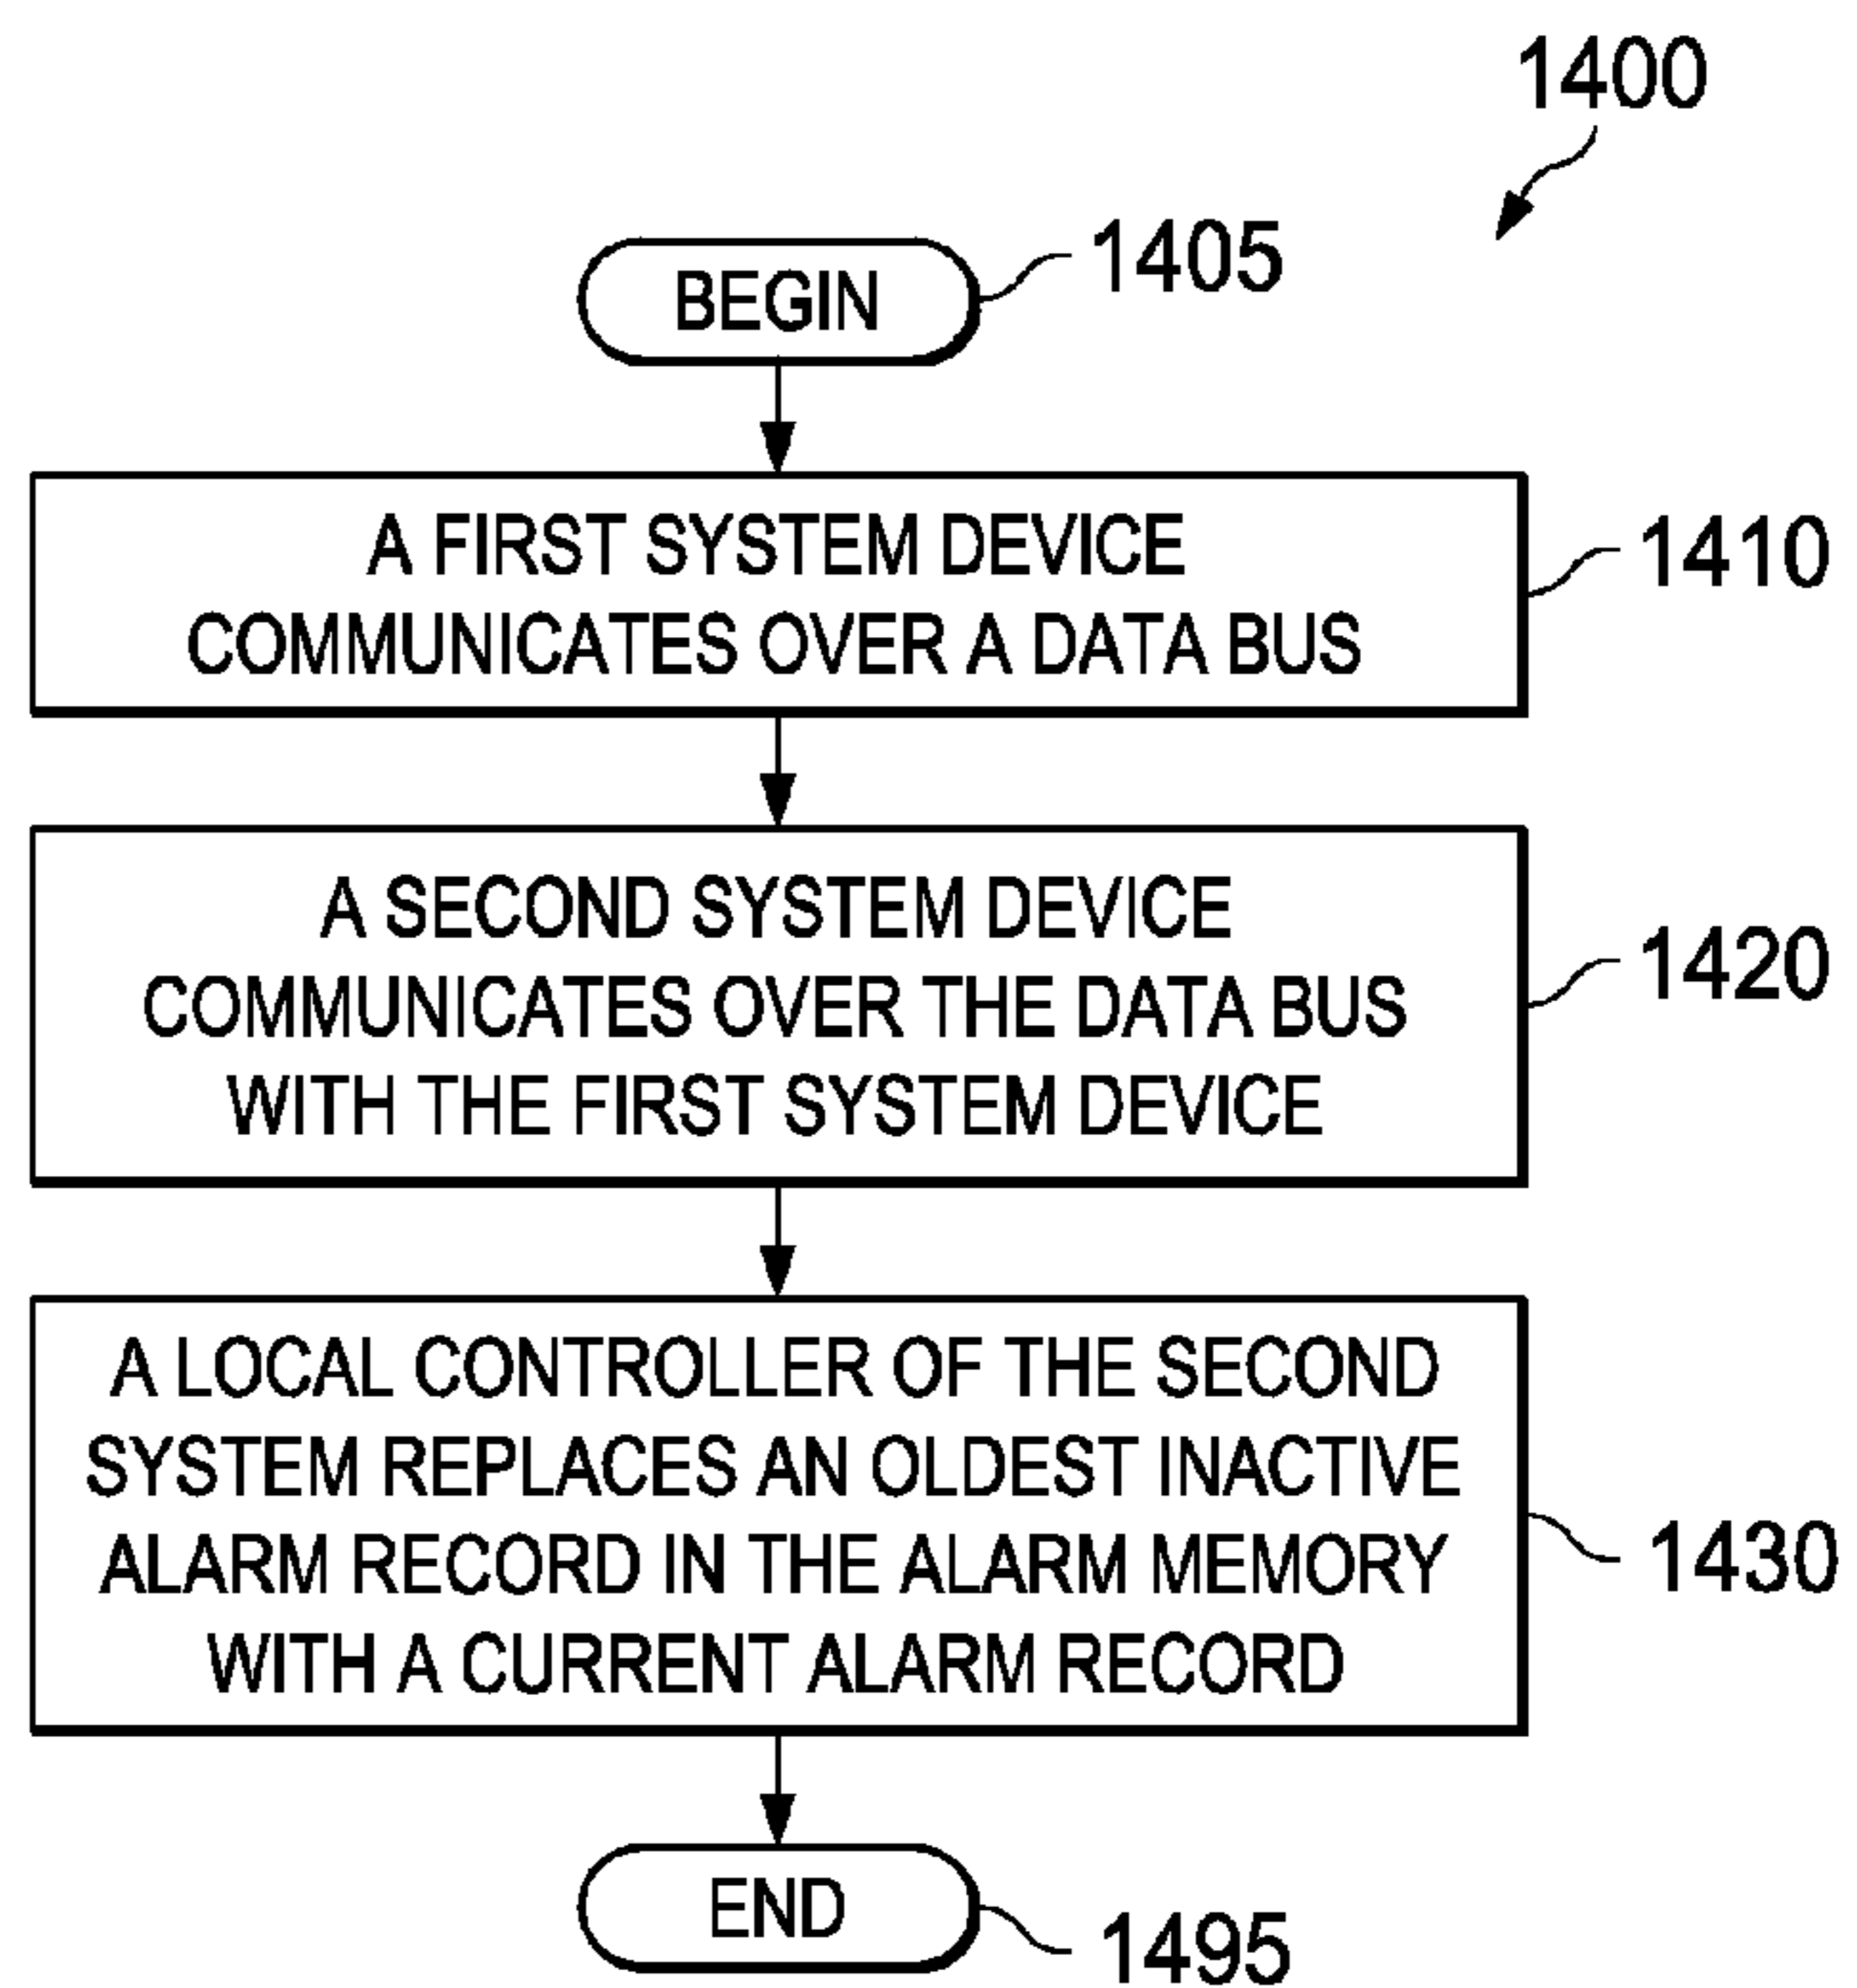 1400
BEGIN
1405
A FIRST SYSTEM DEVICE
COMMUNICATES OVER A DATA BUS
1410
A SECOND SYSTEM DEVICE
COMMUNICATES OVER THE DATA BUS
WITH THE FIRST SYSTEM DEVICE
1420
A LOCAL CONTROLLER OF THE SECOND
SYSTEM REPLACES AN OLDEST INACTIVE
ALARM RECORD IN THE ALARM MEMORY
WITH A CURRENT ALARM RECORD
1430
END
1495